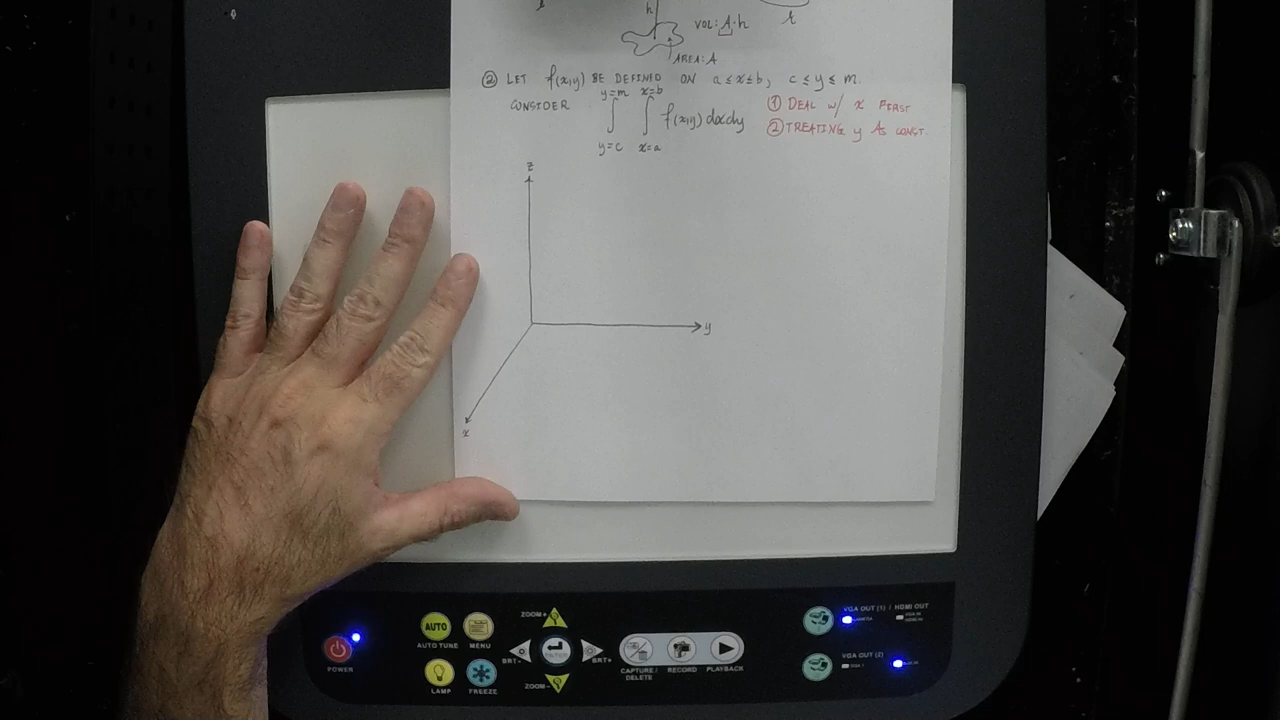 h
VOL: A·h
AREA: A
② LET f(x,y) BE DEFINED ON a ≤ x ≤ b, c ≤ y ≤ m.
CONSIDER
y=m x=b
∫ ∫ f(x,y) dxdy
y=c x=a
① DEAL W/ x FIRST
② TREATING y AS CONST.
z
y
x
POWER
AUTO
AUTO TUNE
MENU
LAMP
FREEZE
ZOOM+
BRT-
ENTER
BRT+
ZOOM-
CAPTURE / DELETE
RECORD
PLAYBACK
VGA OUT (1) / HDMI OUT
VGA OUT (2)